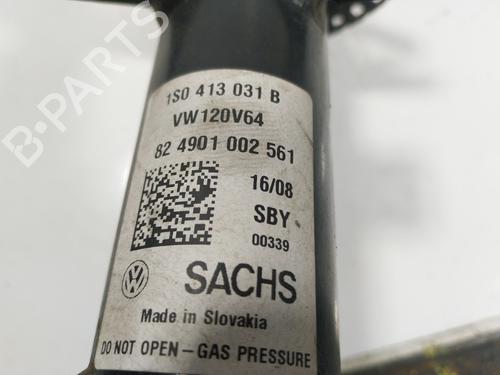 1S0 413 031 B
VW120V64
82 4901 002 561
16/08
SBY
00339
SACHS
Made in Slovakia
DO NOT OPEN-GAS PRESSURE
B-PARTS